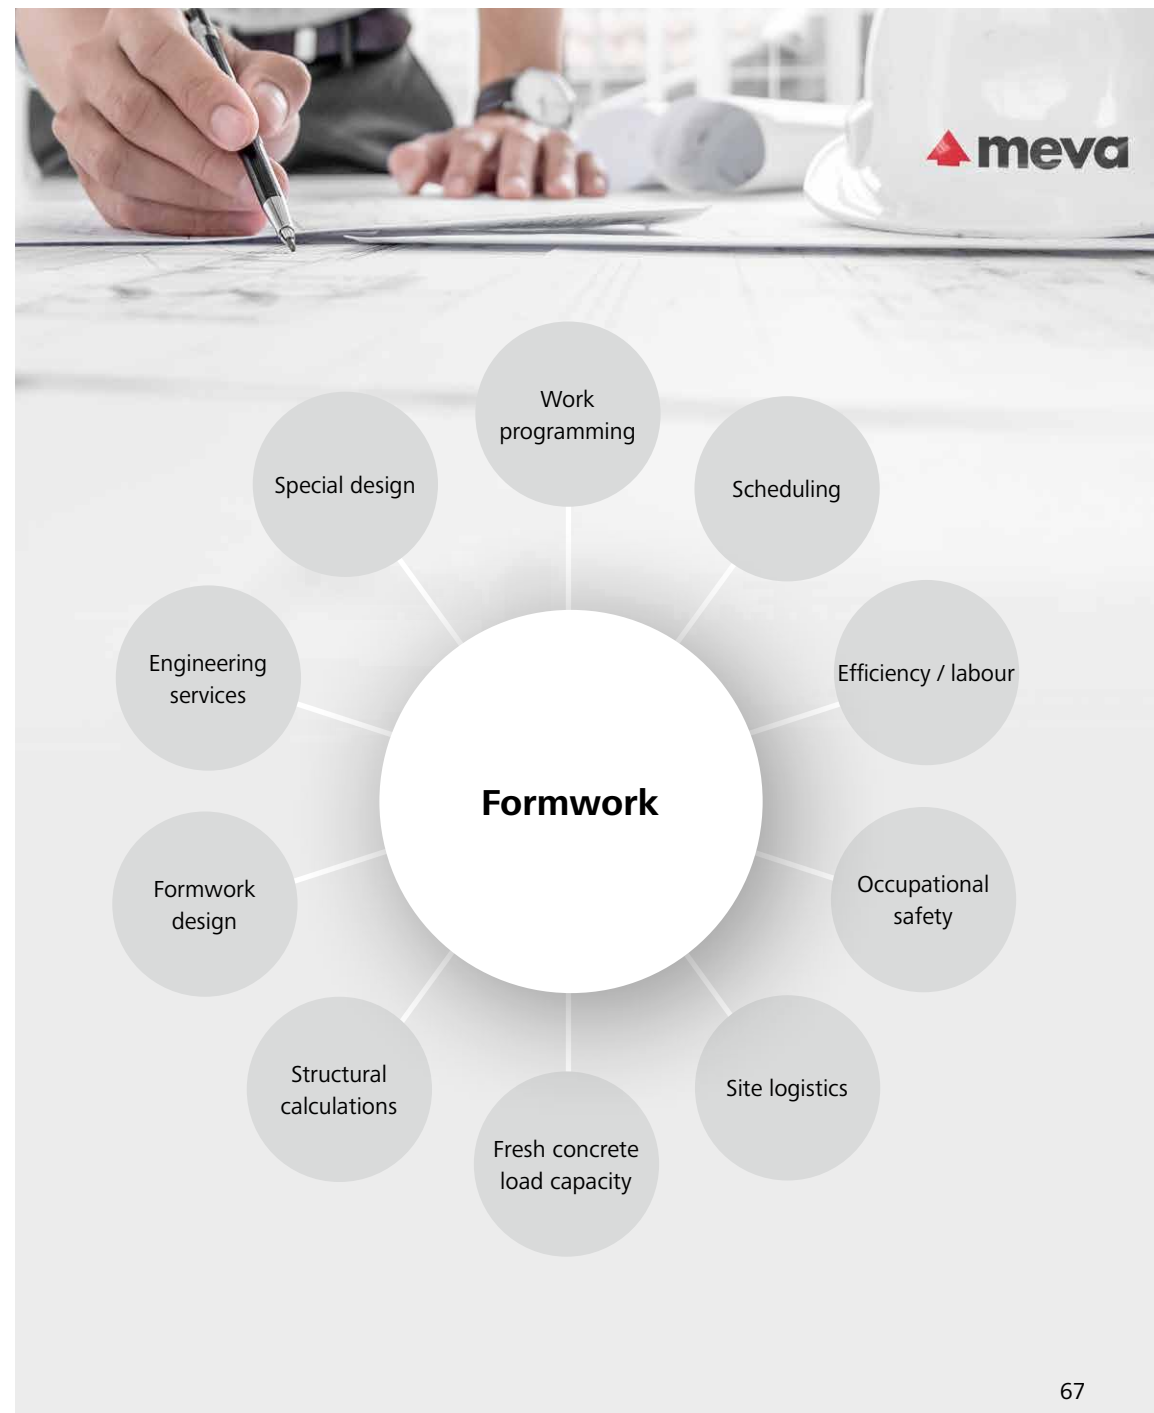 meva
Work
programming
Special design
Scheduling
Engineering
services
Efficiency / labour
Formwork
Formwork
design
Occupational
safety
Structural
calculations
Site logistics
Fresh concrete
load capacity
67